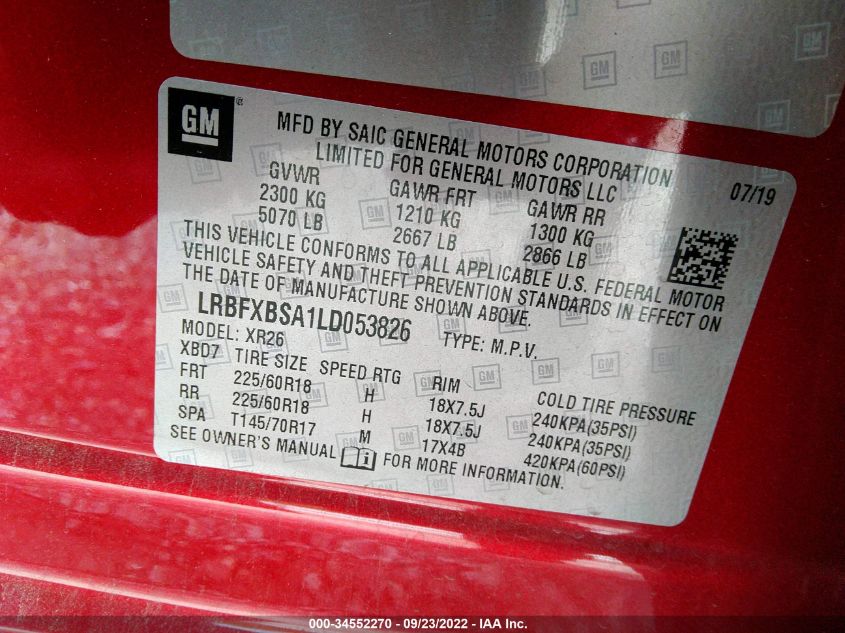 GM ®
MFD BY SAIC GENERAL MOTORS CORPORATION
LIMITED FOR GENERAL MOTORS LLC
07/19
GVWR GAWR FRT GAWR RR
2300 KG 1210 KG 1300 KG
5070 LB 2667 LB 2866 LB
THIS VEHICLE CONFORMS TO ALL APPLICABLE U.S. FEDERAL MOTOR
VEHICLE SAFETY AND THEFT PREVENTION STANDARDS IN EFFECT ON
THE DATE OF MANUFACTURE SHOWN ABOVE.
LRBFXBSA1LD053826 TYPE: M.P.V.
MODEL: XR26
XBD7 TIRE SIZE SPEED RTG RIM COLD TIRE PRESSURE
FRT 225/60R18 H 18X7.5J 240KPA(35PSI)
RR 225/60R18 H 18X7.5J 240KPA(35PSI)
SPA T145/70R17 M 17X4B 420KPA(60PSI)
SEE OWNER'S MANUAL i FOR MORE INFORMATION.
000-34552270 - 09/23/2022 - IAA Inc.